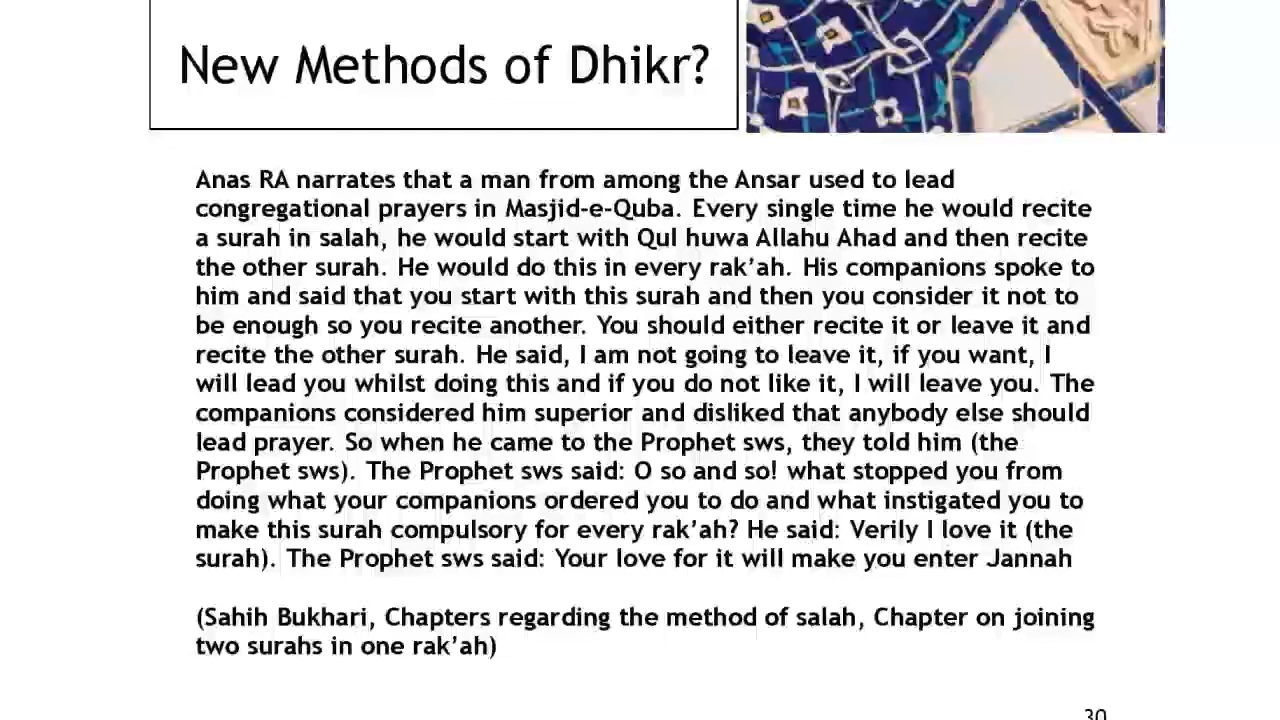 New Methods of Dhikr?
Anas RA narrates that a man from among the Ansar used to lead
congregational prayers in Masjid-e-Quba. Every single time he would recite
a surah in salah, he would start with Qul huwa Allahu Ahad and then recite
the other surah. He would do this in every rak’ah. His companions spoke to
him and said that you start with this surah and then you consider it not to
be enough so you recite another. You should either recite it or leave it and
recite the other surah. He said, I am not going to leave it, if you want, I
will lead you whilst doing this and if you do not like it, I will leave you. The
companions considered him superior and disliked that anybody else should
lead prayer. So when he came to the Prophet sws, they told him (the
Prophet sws). The Prophet sws said: O so and so! what stopped you from
doing what your companions ordered you to do and what instigated you to
make this surah compulsory for every rak’ah? He said: Verily I love it (the
surah). The Prophet sws said: Your love for it will make you enter Jannah
(Sahih Bukhari, Chapters regarding the method of salah, Chapter on joining
two surahs in one rak’ah)
30